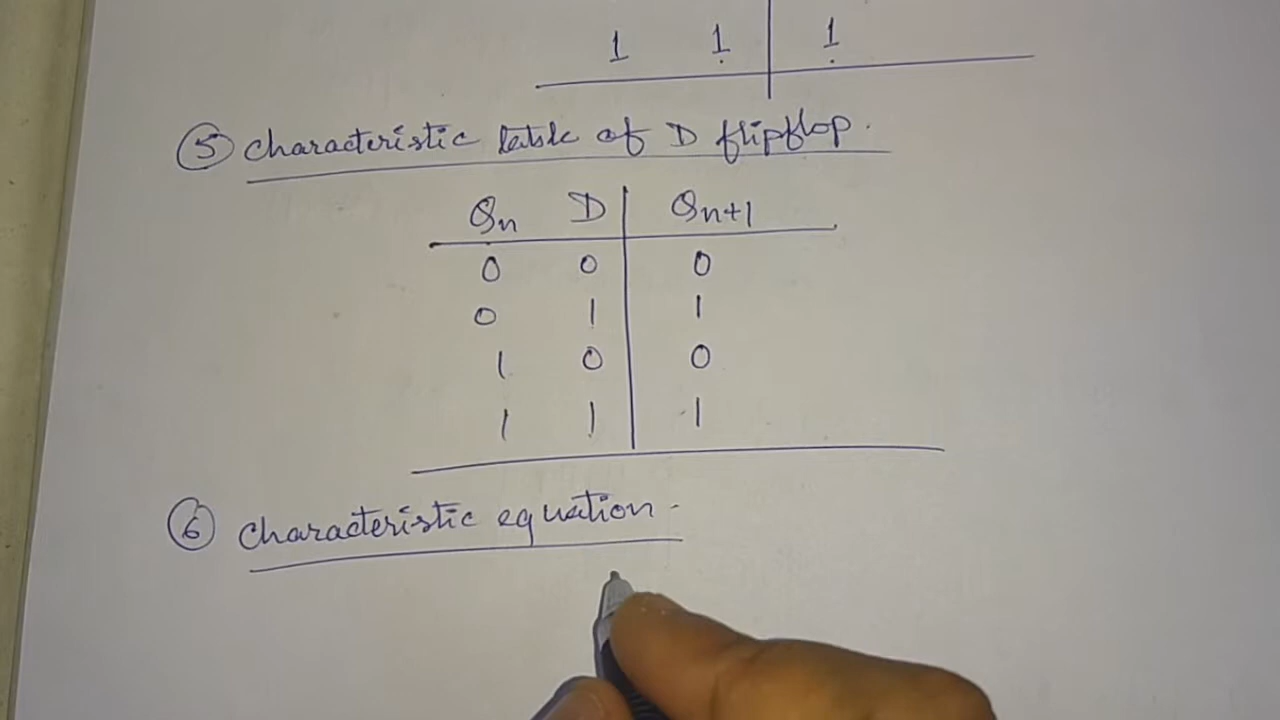 1 1 1
⑤ characteristic table of D flipflop.
Qn D Qn+1
0 0 0
0 1 1
1 0 0
1 1 1
⑥ characteristic equation -